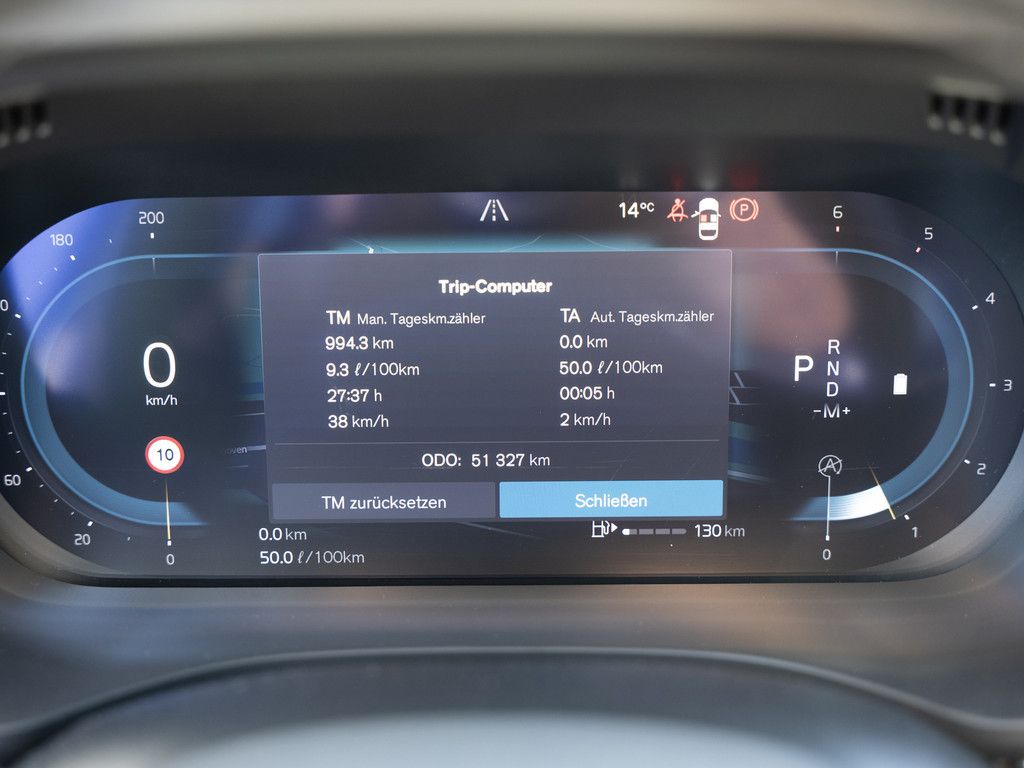 200
180
14°C
P
6
5
4
3
2
1
0
Trip-Computer
TM Man. Tageskm.zähler
994.3 km
9.3 ℓ/100km
27:37 h
38 km/h
TA Aut. Tageskm.zähler
0.0 km
50.0 ℓ/100km
00:05 h
2 km/h
ODO: 51 327 km
TM zurücksetzen
Schließen
0
km/h
10
60
20
0
P
R
N
D
-M+
A
0.0 km
50.0 ℓ/100km
130 km